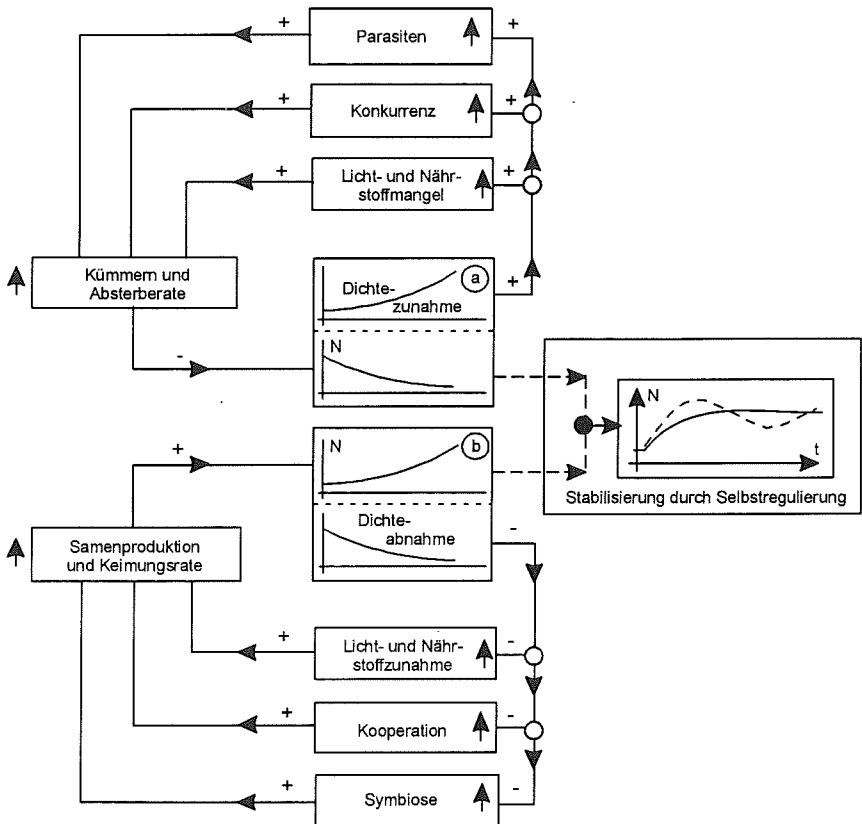 + Parasiten +
+ Konkurrenz +
+ Licht- und Nähr-
stoffmangel +
Kümmern und
Absterberate
Dichte-
zunahme
a
+
-
N
N
t
Stabilisierung durch Selbstregulierung
+
N
b
Samenproduktion
und Keimungsrate
Dichte-
abnahme
-
+ Licht- und Nähr-
stoffzunahme -
+ Kooperation -
+ Symbiose -